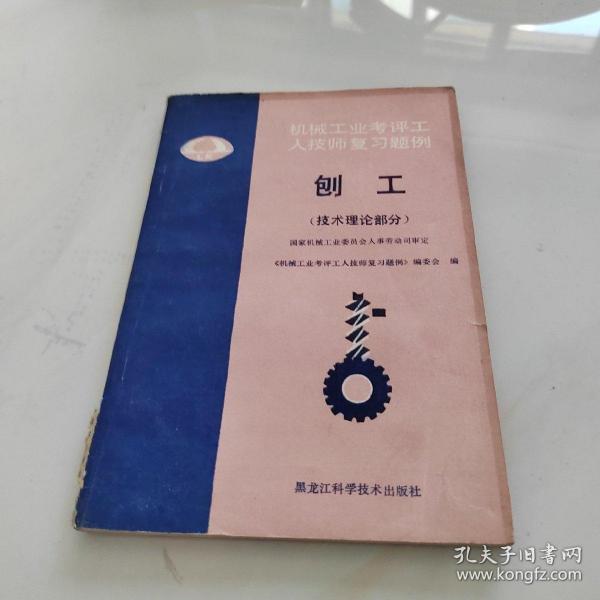 机械工业考评工
人技师复习题例
刨工
（技术理论部分）
国家机械工业委员会人事劳动司审定
《机械工业考评工人技师复习题例》编委会 编
黑龙江科学技术出版社
孔夫子旧书网
www.kongfz.com